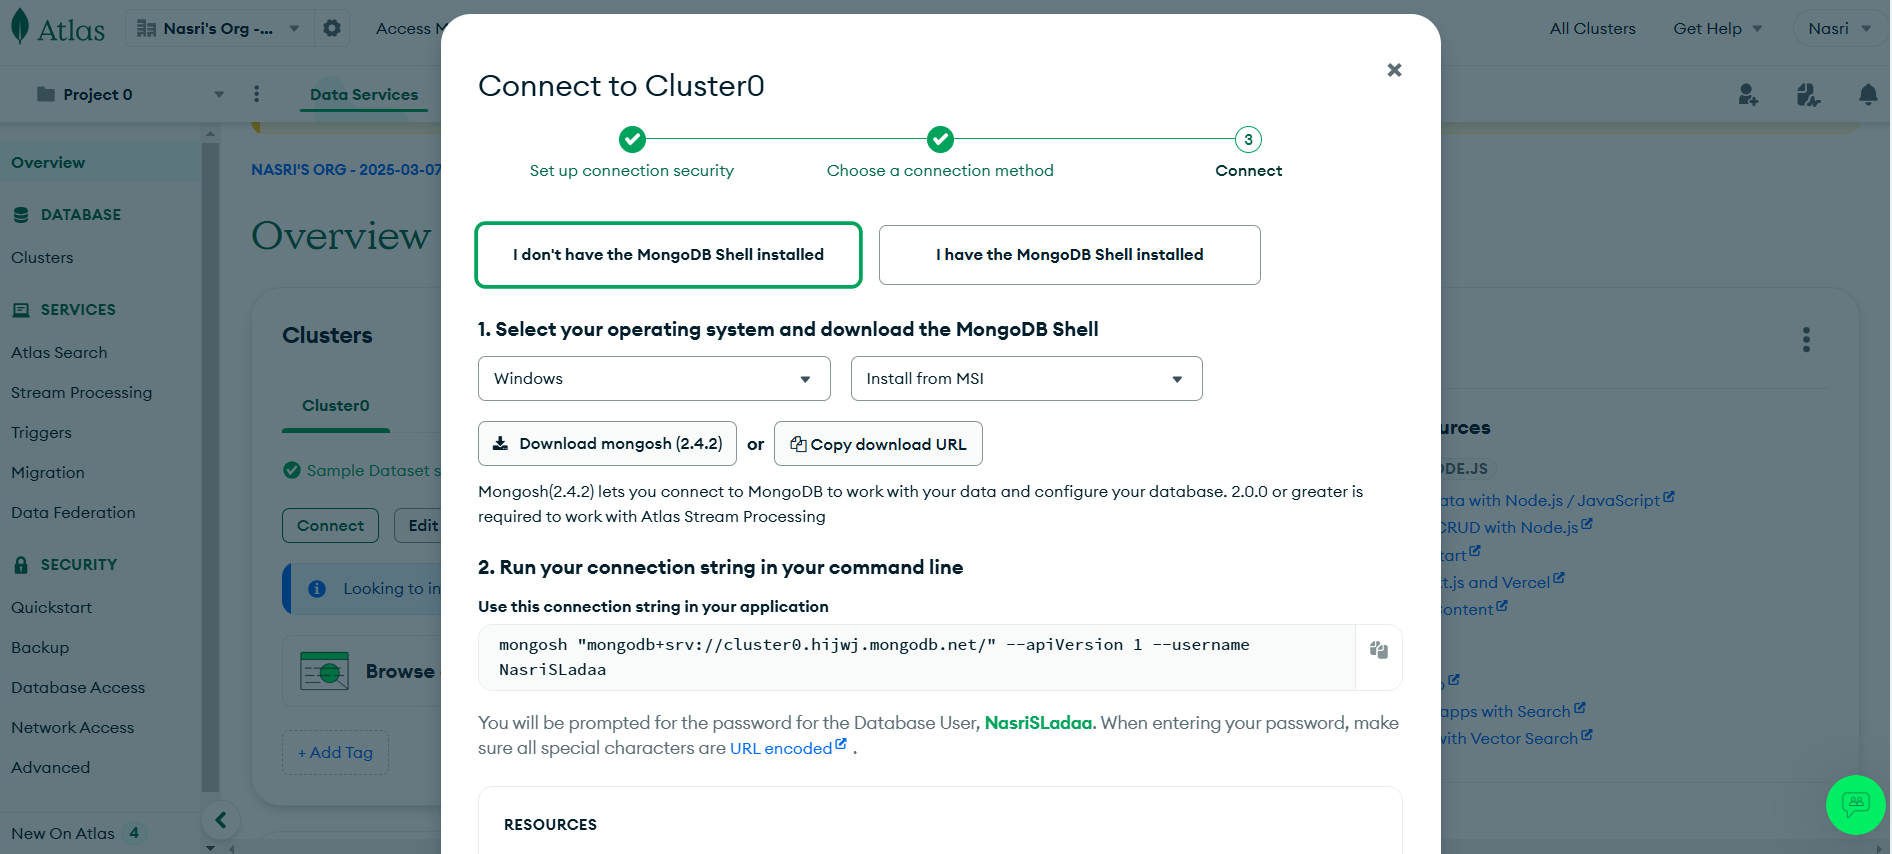 Atlas
Nasri's Org -...
Access M
All Clusters
Get Help
Nasri
Project 0
Data Services
Overview
DATABASE
Clusters
SERVICES
Atlas Search
Stream Processing
Triggers
Migration
Data Federation
SECURITY
Quickstart
Backup
Database Access
Network Access
Advanced
New On Atlas 4
NASRI'S ORG - 2025-03-07
Overview
Clusters
Cluster0
Sample Dataset s
Connect
Edit
Looking to in
Browse
+ Add Tag
Connect to Cluster0
3
Set up connection security
Choose a connection method
Connect
I don't have the MongoDB Shell installed
I have the MongoDB Shell installed
1. Select your operating system and download the MongoDB Shell
Windows
Install from MSI
Download mongosh (2.4.2)
or
Copy download URL
Mongosh(2.4.2) lets you connect to MongoDB to work with your data and configure your database. 2.0.0 or greater is
required to work with Atlas Stream Processing
2. Run your connection string in your command line
Use this connection string in your application
mongosh "mongodb+srv://cluster0.hijwj.mongodb.net/" --apiVersion 1 --username
NasriSLadaa
You will be prompted for the password for the Database User, NasriSLadaa. When entering your password, make
sure all special characters are URL encoded .
RESOURCES
urces
ODE.JS
ata with Node.js / JavaScript
CRUD with Node.js
tart
t.js and Vercel
Content
apps with Search
with Vector Search